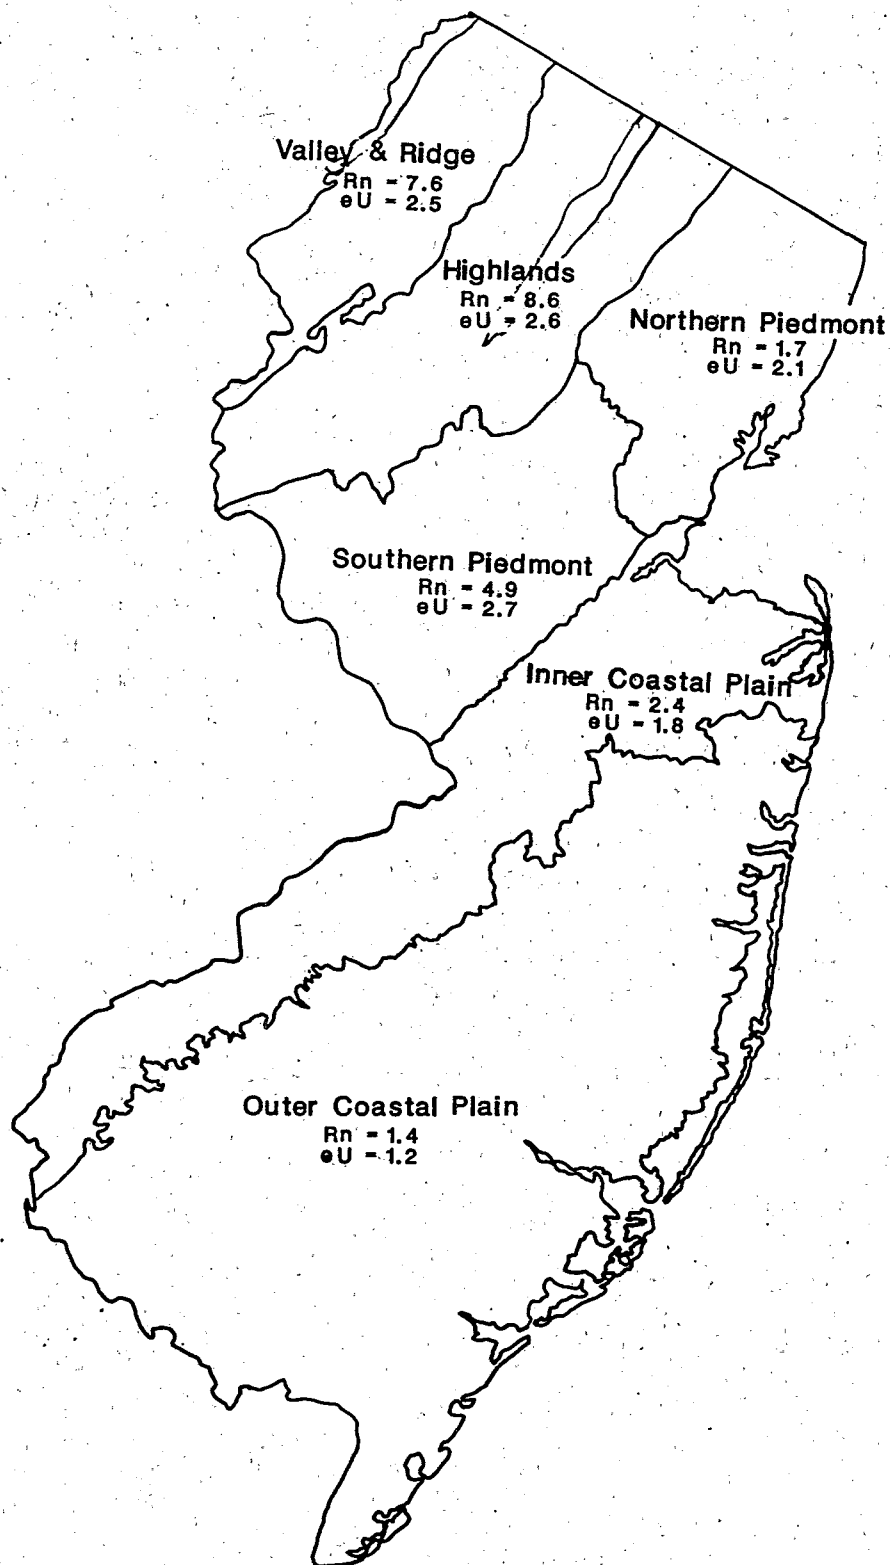 Valley & Ridge
Rn = 7.6
eU = 2.5
Highlands
Rn = 8.6
eU = 2.6
Northern Piedmont
Rn = 1.7
eU = 2.1
Southern Piedmont
Rn = 4.9
eU = 2.7
Inner Coastal Plain
Rn = 2.4
eU = 1.8
Outer Coastal Plain
Rn = 1.4
eU = 1.2